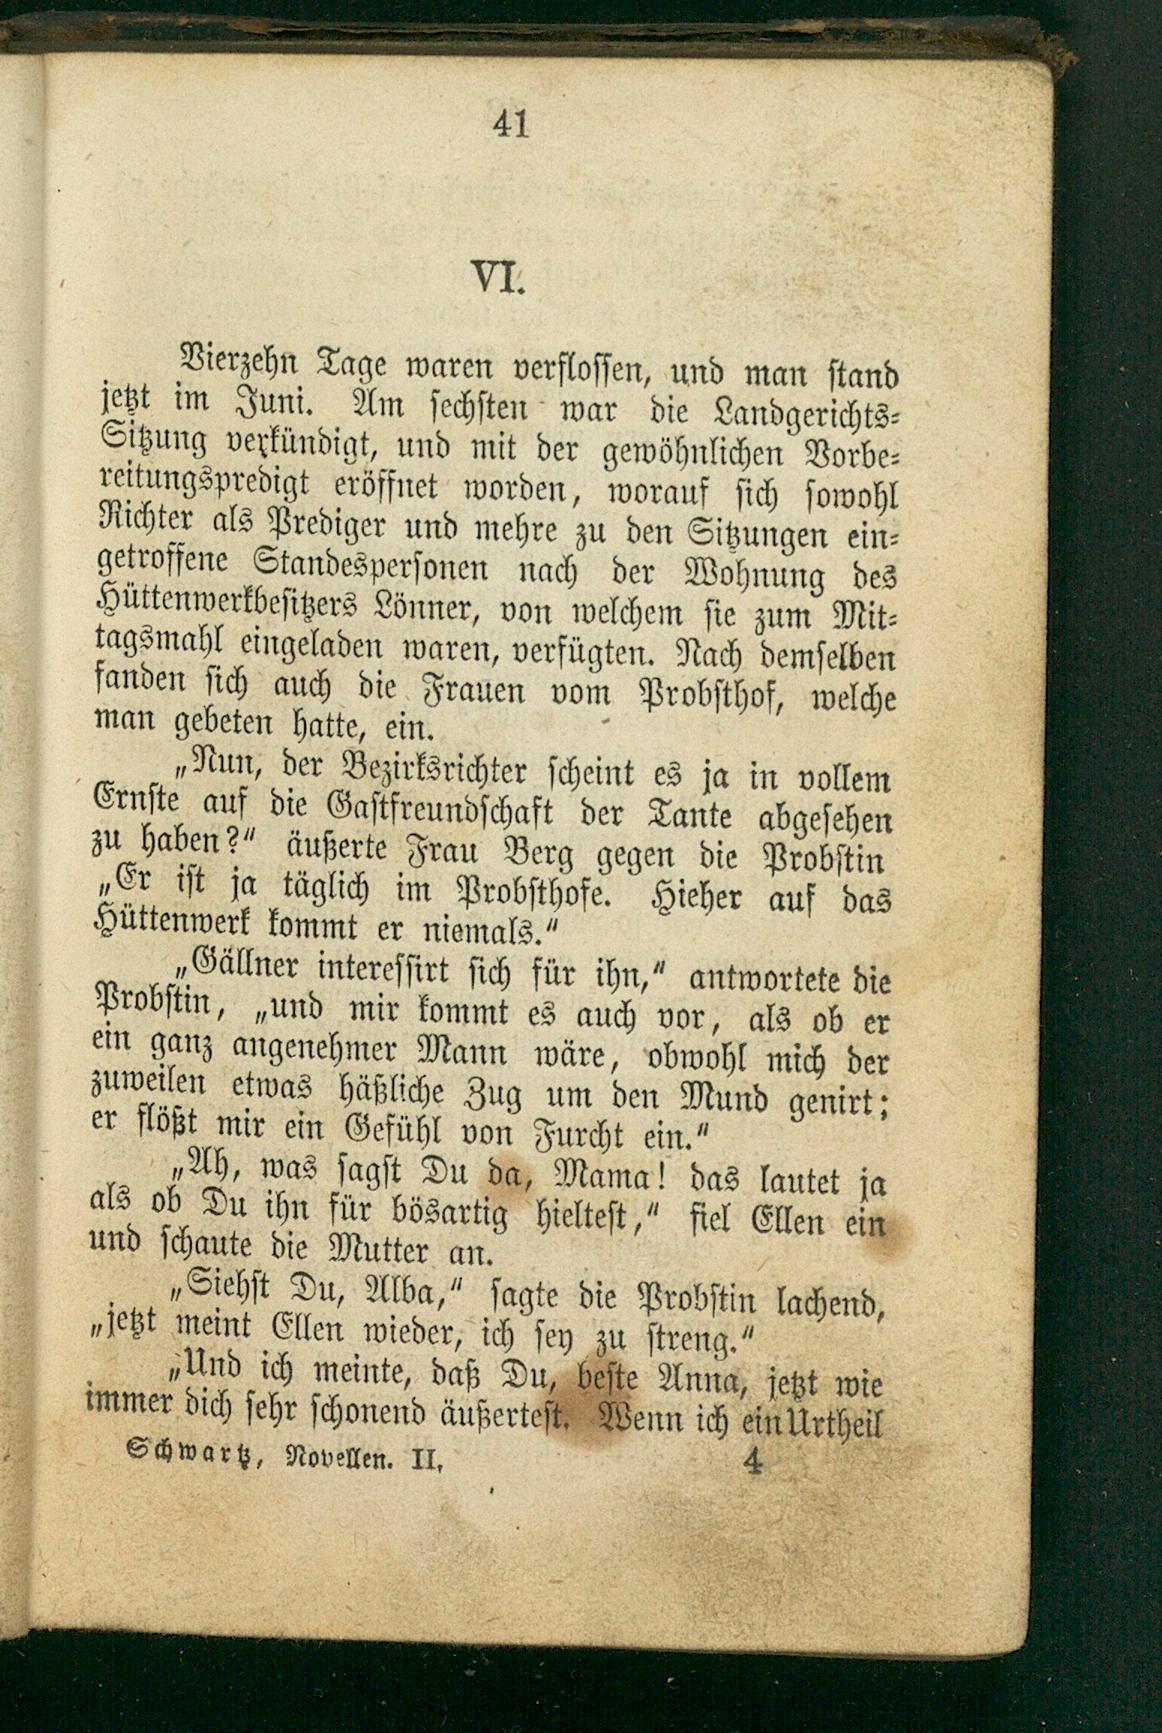 41
VI.
Vierzehn Tage waren verflossen, und man stand
jetzt im Juni. Am sechsten war die Landgerichts-
Sitzung verkündigt, und mit der gewöhnlichen Vorbe-
reitungspredigt eröffnet worden, worauf sich sowohl
Richter als Prediger und mehre zu den Sitzungen ein-
getroffene Standespersonen nach der Wohnung des
Hüttenwerkbesitzers Lönner, von welchem sie zum Mit-
tagsmahl eingeladen waren, verfügten. Nach demselben
fanden sich auch die Frauen vom Probsthof, welche
man gebeten hatte, ein.
„Nun, der Bezirksrichter scheint es ja in vollem
Ernste auf die Gastfreundschaft der Tante abgesehen
zu haben?“ äußerte Frau Berg gegen die Probstin
„Er ist ja täglich im Probsthofe. Hieher auf das
Hüttenwerk kommt er niemals.“
„Gällner interessirt sich für ihn,“ antwortete die
Probstin, „und mir kommt es auch vor, als ob er
ein ganz angenehmer Mann wäre, obwohl mich der
zuweilen etwas häßliche Zug um den Mund genirt;
er flößt mir ein Gefühl von Furcht ein.“
„Ah, was sagst Du da, Mama! das lautet ja
als ob Du ihn für bösartig hieltest,“ fiel Ellen ein
und schaute die Mutter an.
„Siehst Du, Alba,“ sagte die Probstin lachend,
„jetzt meint Ellen wieder, ich sey zu streng.“
„Und ich meinte, daß Du, beste Anna, jetzt wie
immer dich sehr schonend äußertest. Wenn ich ein Urtheil
Schwartz, Novellen. II. 4